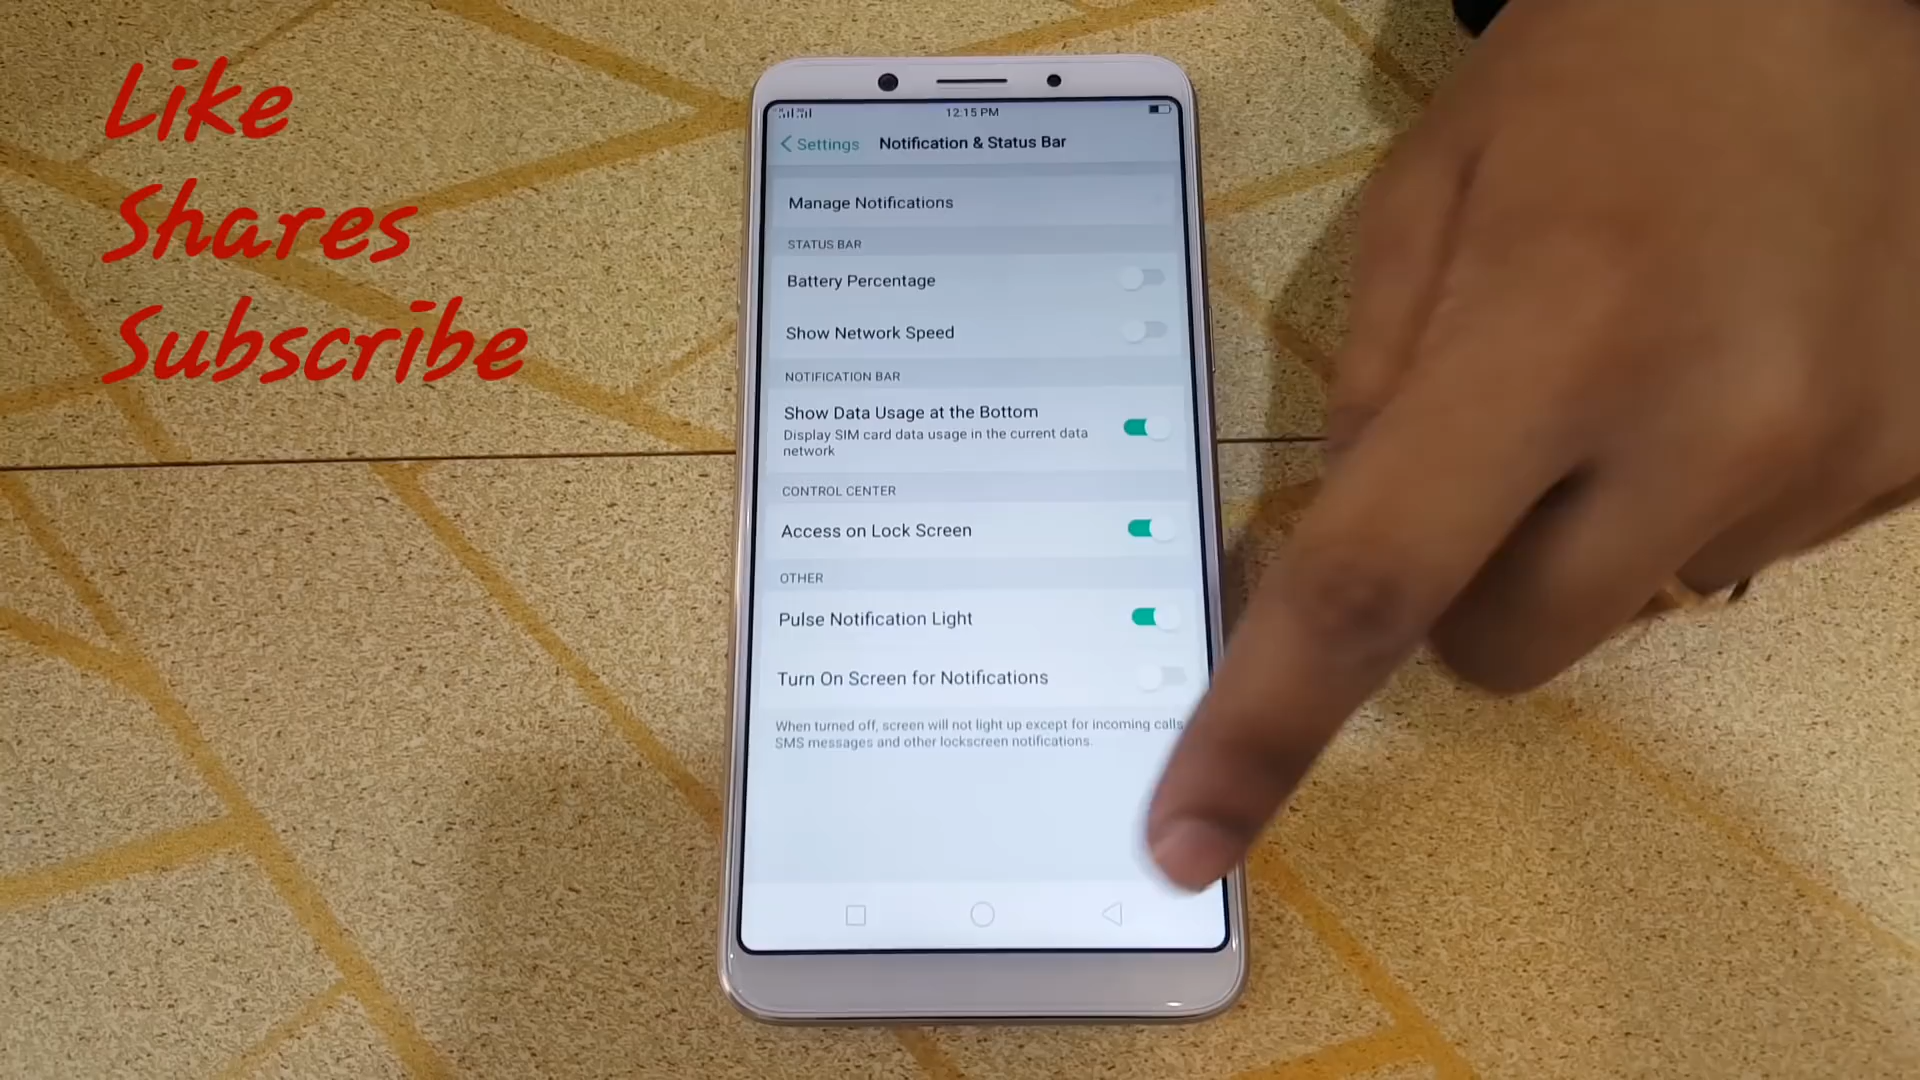 Like
Shares
Subscribe
12:15 PM
Settings Notification & Status Bar
Manage Notifications
STATUS BAR
Battery Percentage
Show Network Speed
NOTIFICATION BAR
Show Data Usage at the Bottom
Display SIM card data usage in the current data
network
CONTROL CENTER
Access on Lock Screen
OTHER
Pulse Notification Light
Turn On Screen for Notifications
When turned off, screen will not light up except for incoming calls
SMS messages and other lockscreen notifications.